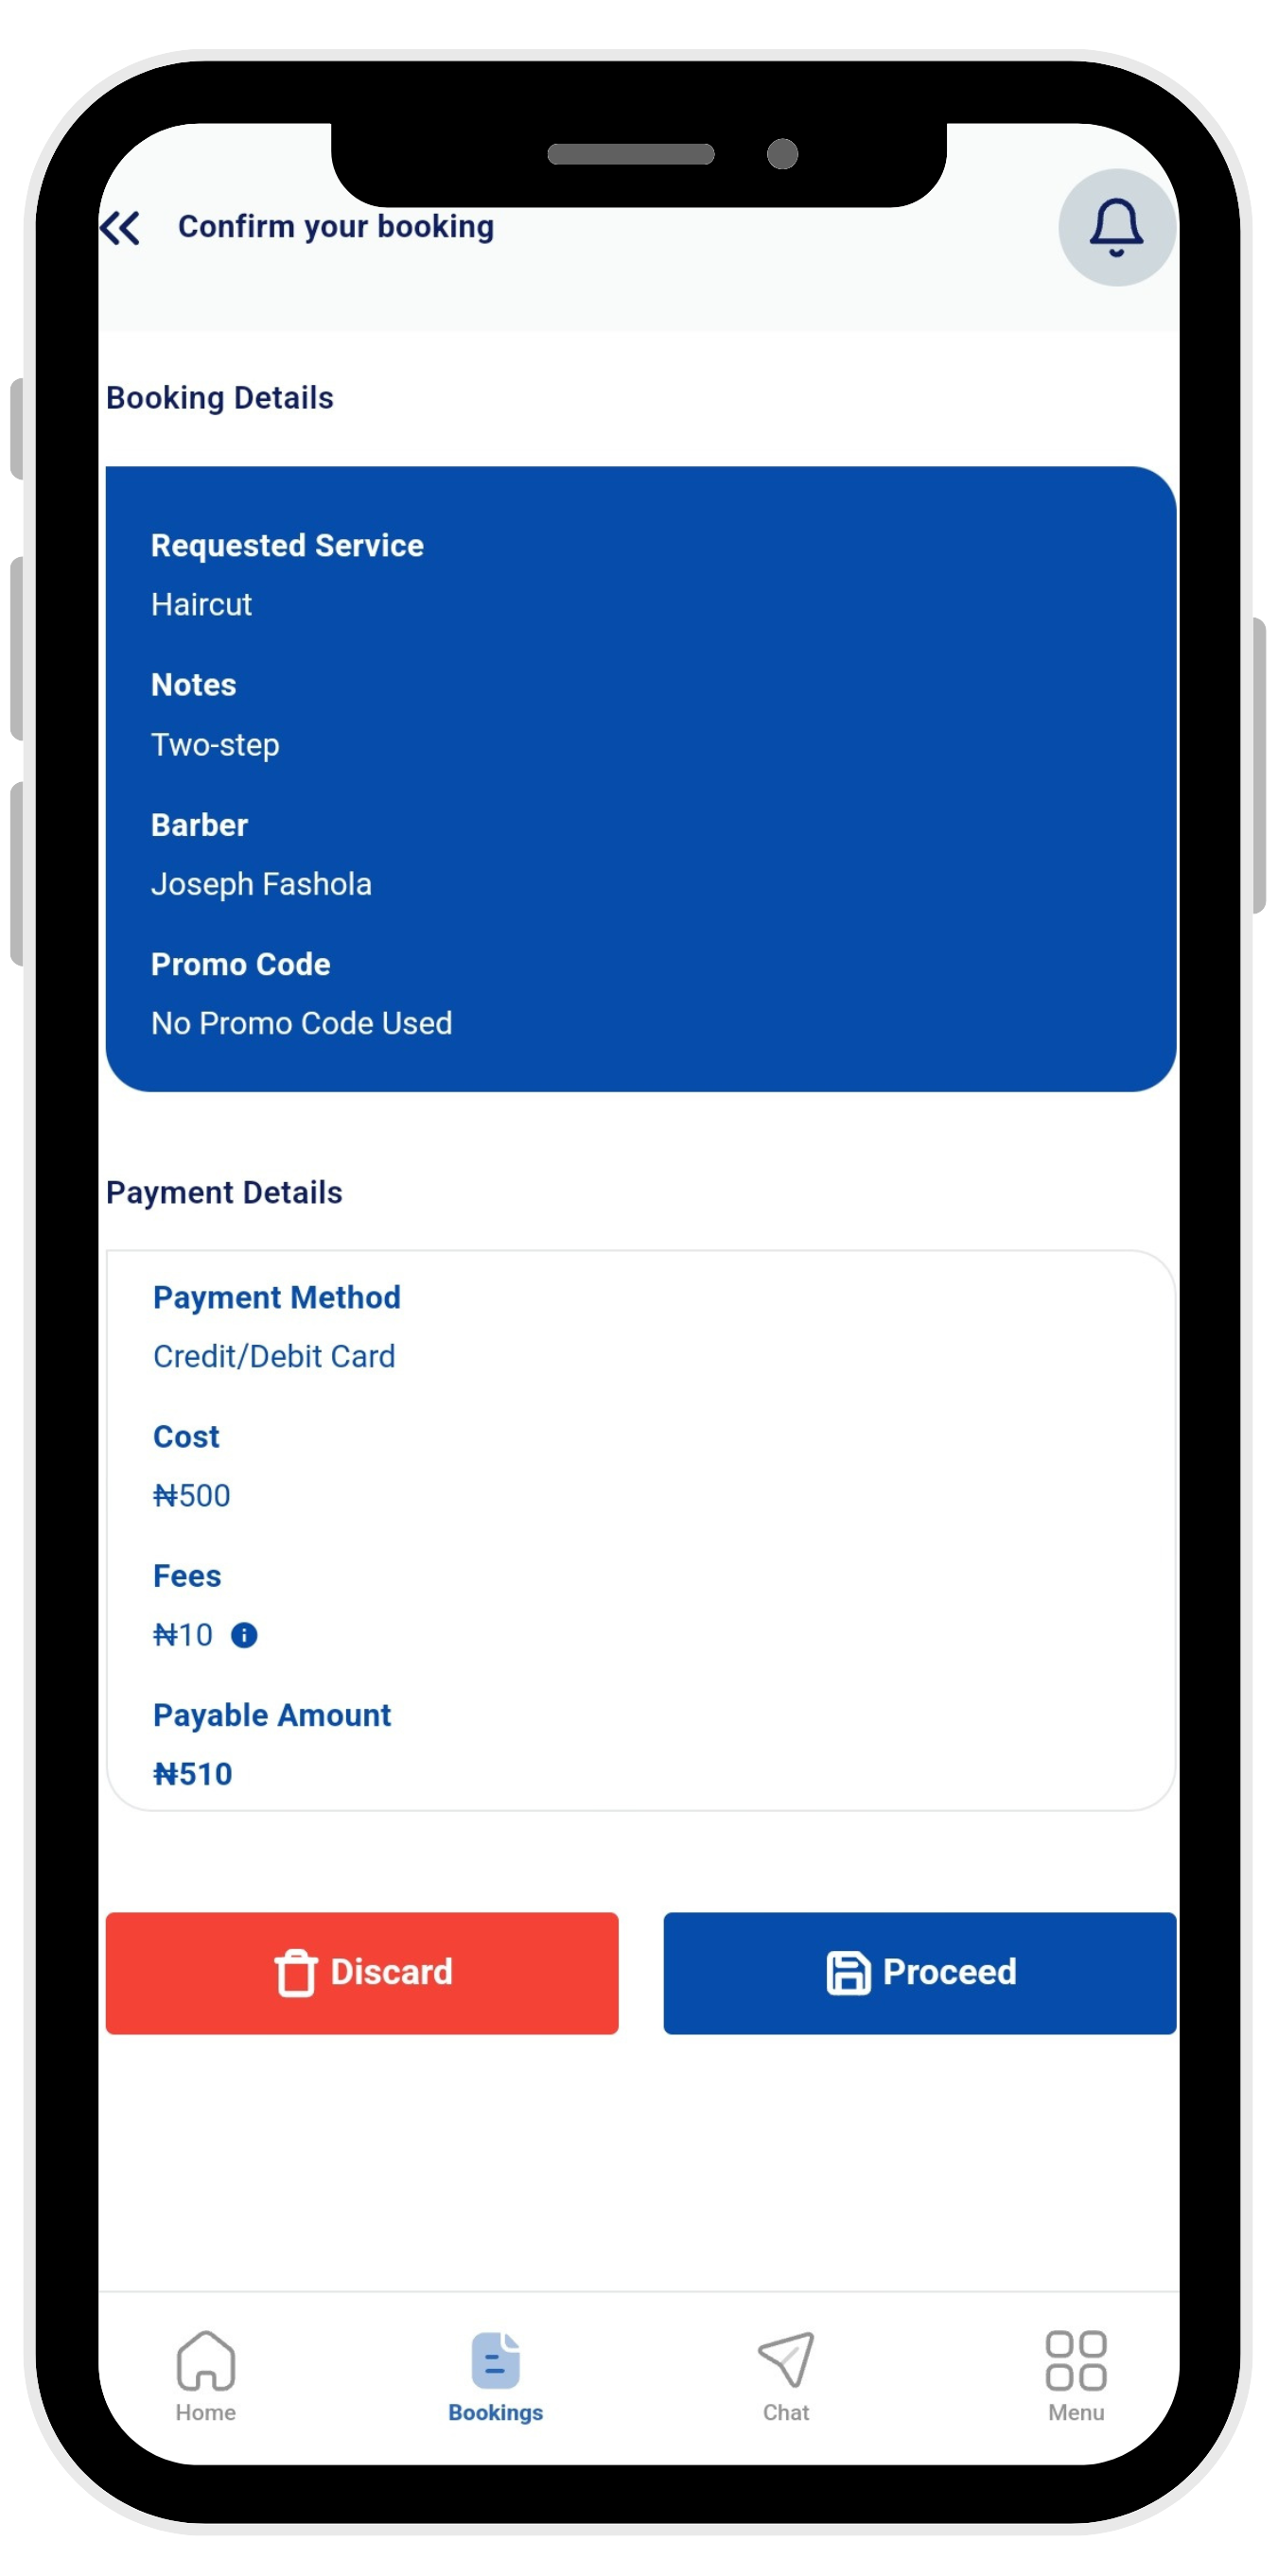 Confirm your booking
Booking Details
Requested Service
Haircut
Notes
Two-step
Barber
Joseph Fashola
Promo Code
No Promo Code Used
Payment Details
Payment Method
Credit/Debit Card
Cost
₦500
Fees
₦10
Payable Amount
₦510
Discard
Proceed
Home
Bookings
Chat
Menu